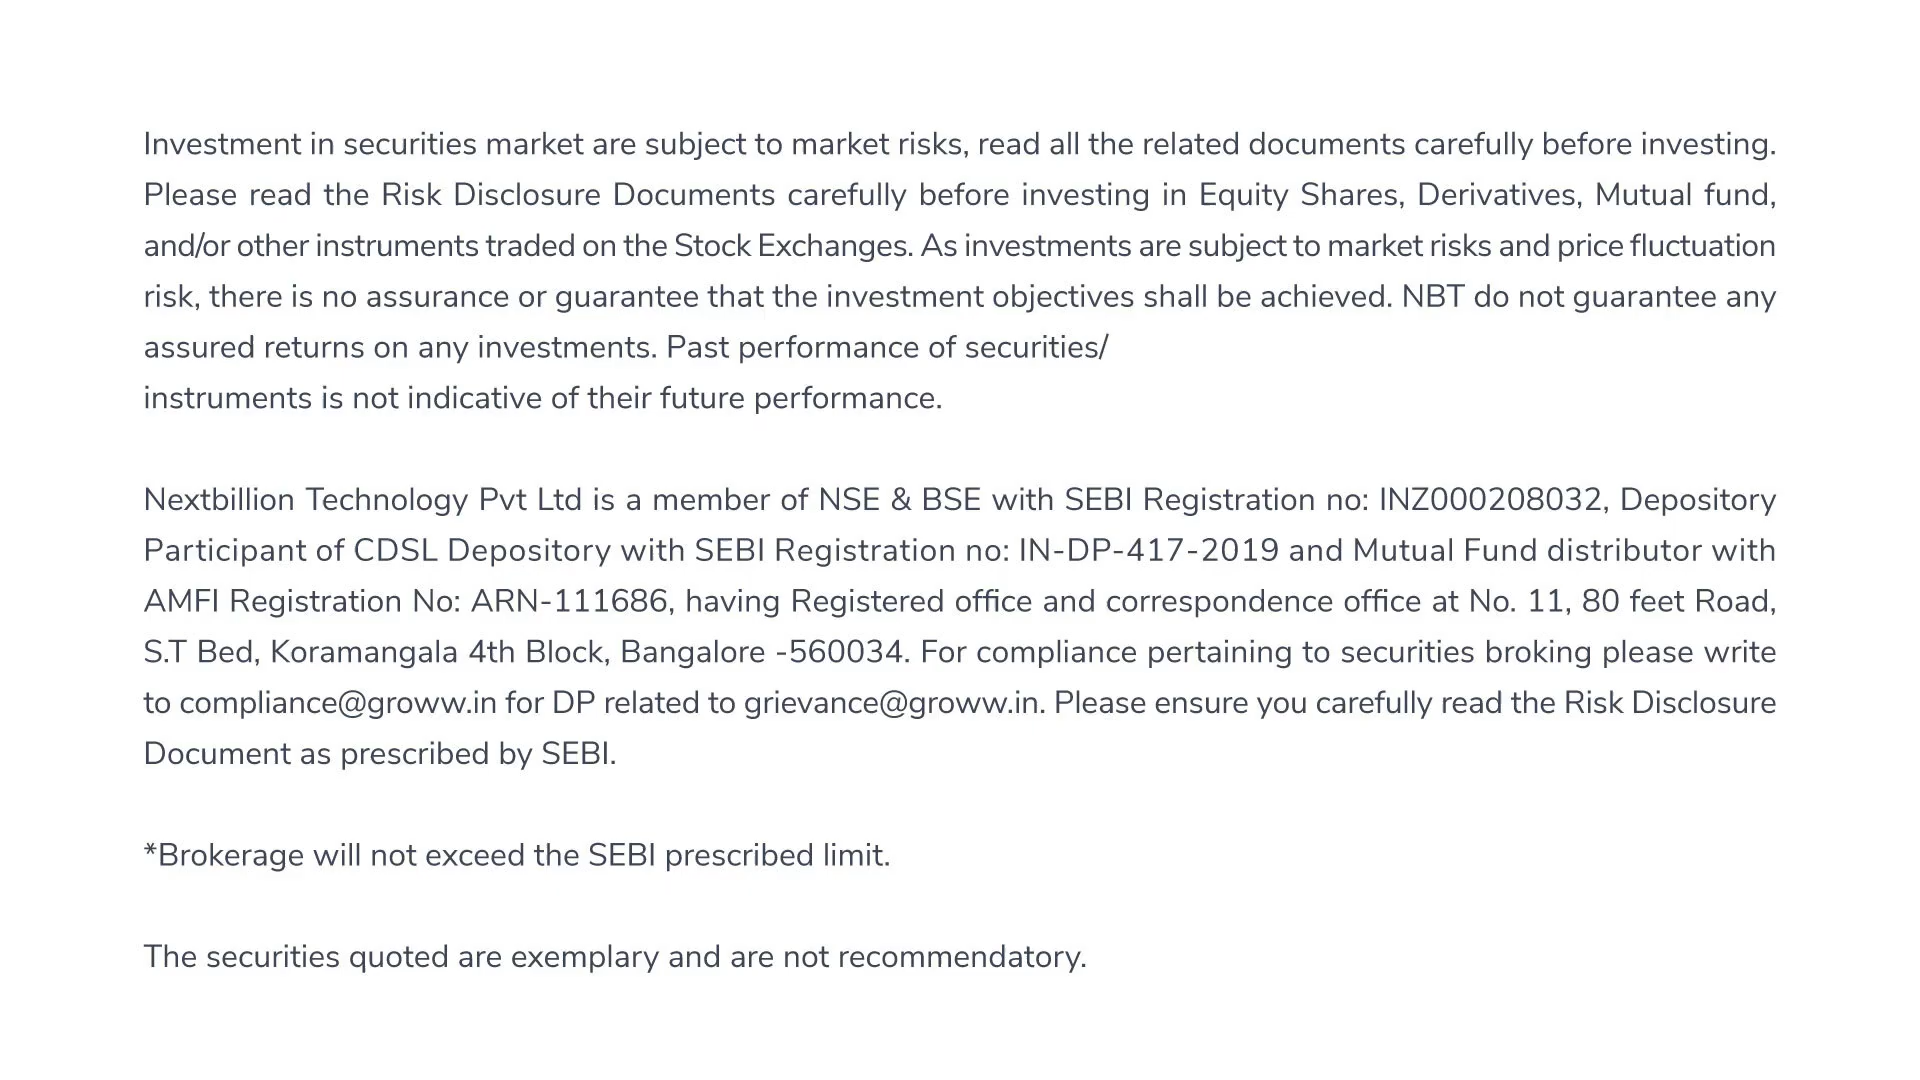 Investment in securities market are subject to market risks, read all the related documents carefully before investing.
Please read the Risk Disclosure Documents carefully before investing in Equity Shares, Derivatives, Mutual fund,
and/or other instruments traded on the Stock Exchanges. As investments are subject to market risks and price fluctuation
risk, there is no assurance or guarantee that the investment objectives shall be achieved. NBT do not guarantee any
assured returns on any investments. Past performance of securities/
instruments is not indicative of their future performance.
Nextbillion Technology Pvt Ltd is a member of NSE & BSE with SEBI Registration no: INZ000208032, Depository
Participant of CDSL Depository with SEBI Registration no: IN-DP-417-2019 and Mutual Fund distributor with
AMFI Registration No: ARN-111686, having Registered office and correspondence office at No. 11, 80 feet Road,
S.T Bed, Koramangala 4th Block, Bangalore -560034. For compliance pertaining to securities broking please write
to compliance@groww.in for DP related to grievance@groww.in. Please ensure you carefully read the Risk Disclosure
Document as prescribed by SEBI.
*Brokerage will not exceed the SEBI prescribed limit.
The securities quoted are exemplary and are not recommendatory.